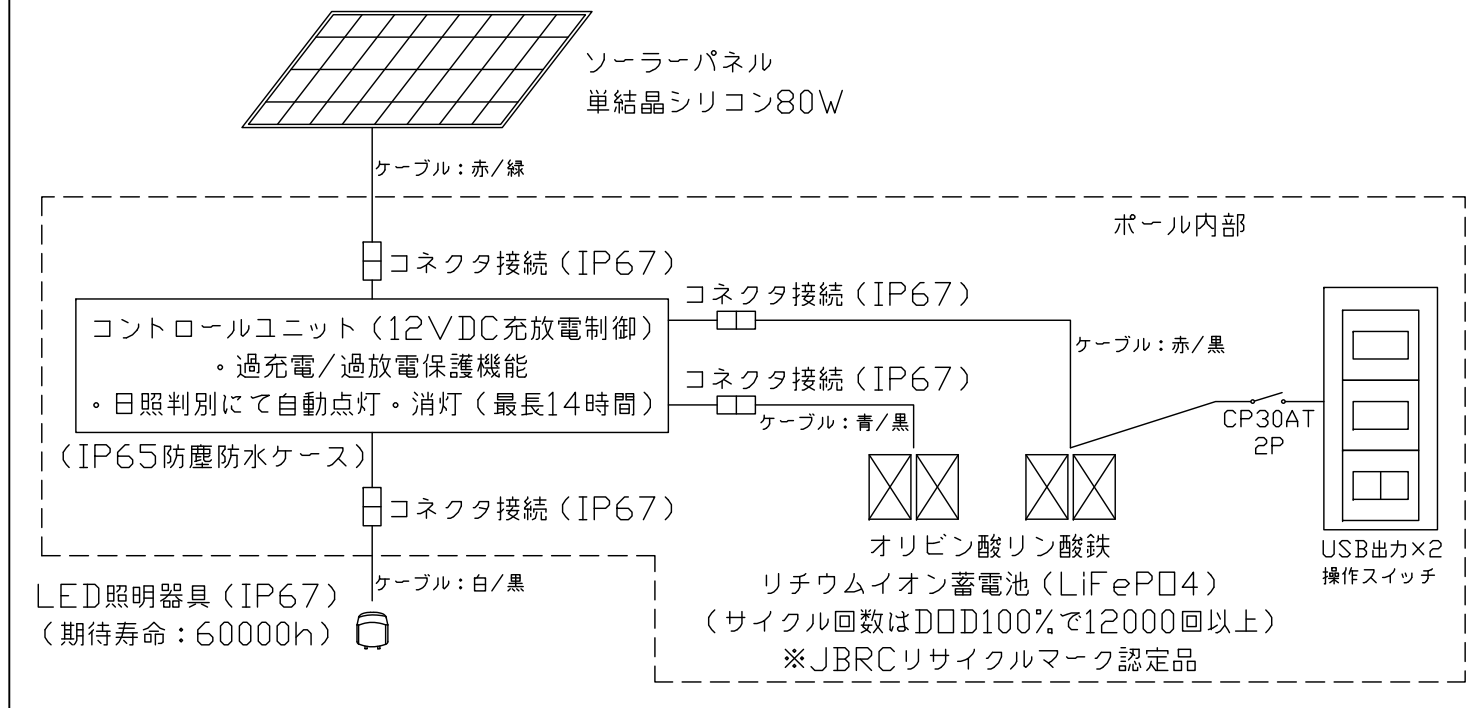 ソーラーパネル
単結晶シリコン80W
ケーブル：赤/緑
ポール内部
コネクタ接続（IP67）
コネクタ接続（IP67）
コントロールユニット（12VDC充放電制御）
・過充電/過放電保護機能
・日照判別にて自動点灯・消灯（最長14時間）
（IP65防塵防水ケース）
ケーブル：赤/黒
コネクタ接続（IP67）
ケーブル：青/黒
CP30AT
2P
コネクタ接続（IP67）
オリビン酸リン酸鉄
リチウムイオン蓄電池（LiFePO4）
（サイクル回数はDOD100%で12000回以上）
※JBRCリサイクルマーク認定品
USB出力×2
操作スイッチ
ケーブル：白/黒
LED照明器具（IP67）
（期待寿命：60000h）